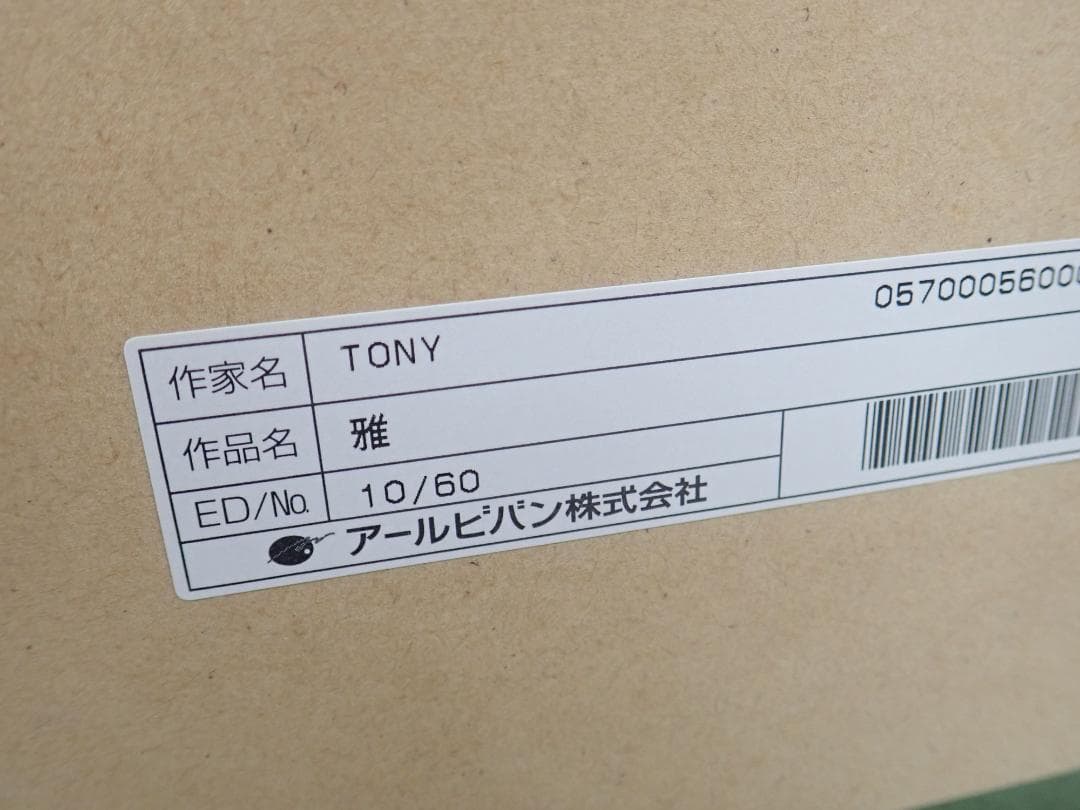 057000560000
作家名 TONY
作品名 雅
ED/No. 10/60
アールビバン株式会社